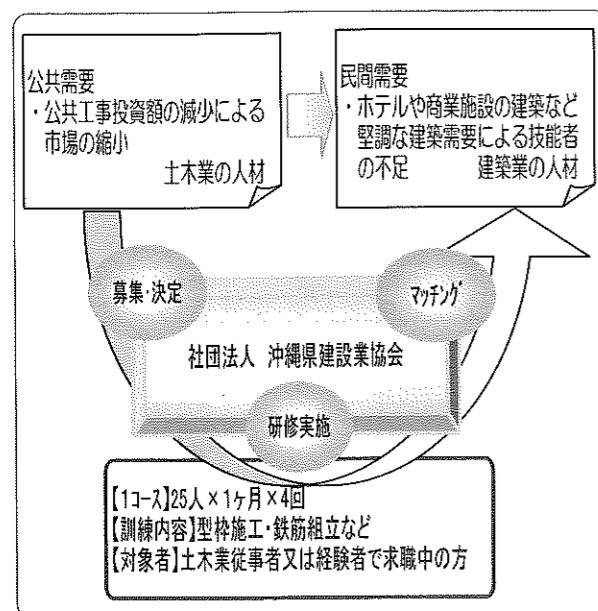 公共需要
・公共工事投資額の減少による
市場の縮小
土木業の人材
民間需要
・ホテルや商業施設の建築など
堅調な建築需要による技能者
の不足　建築業の人材
募集・決定
マッチング
社団法人 沖縄県建設業協会
研修実施
【1コース】25人×1ヶ月×4回
【訓練内容】型枠施工・鉄筋組立など
【対象者】土木業従事者又は経験者で求職中の方